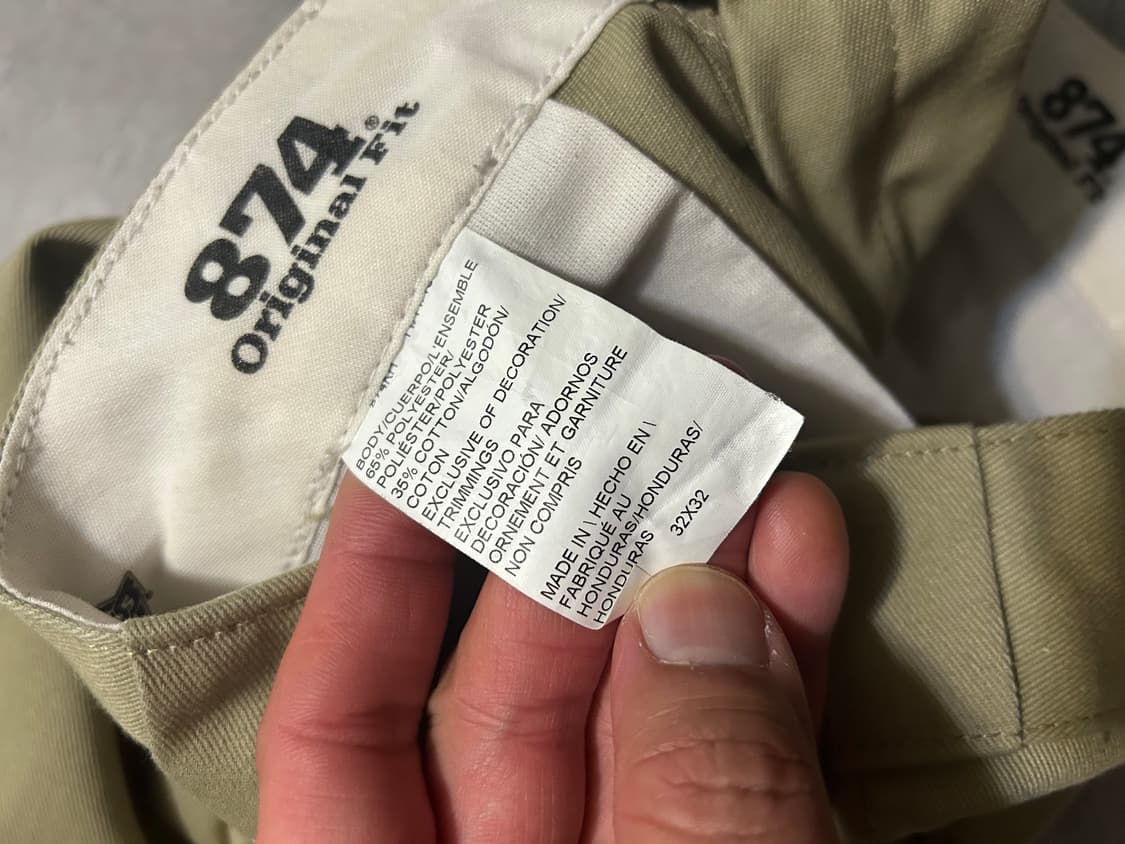 874®
Original Fit
BODY/CUERPO/L'ENSEMBLE
65% POLYESTER/
POLIÉSTER/POLYESTER
35% COTTON/ALGODÓN/
COTON
EXCLUSIVE OF DECORATION/
TRIMMINGS
EXCLUSIVO PARA
DECORACIÓN/ ADORNOS
ORNEMENT ET GARNITURE
NON COMPRIS
MADE IN \ HECHO EN \
FABRIQUÉ AU
HONDURAS/HONDURAS/
HONDURAS
32X32
874
Original Fit